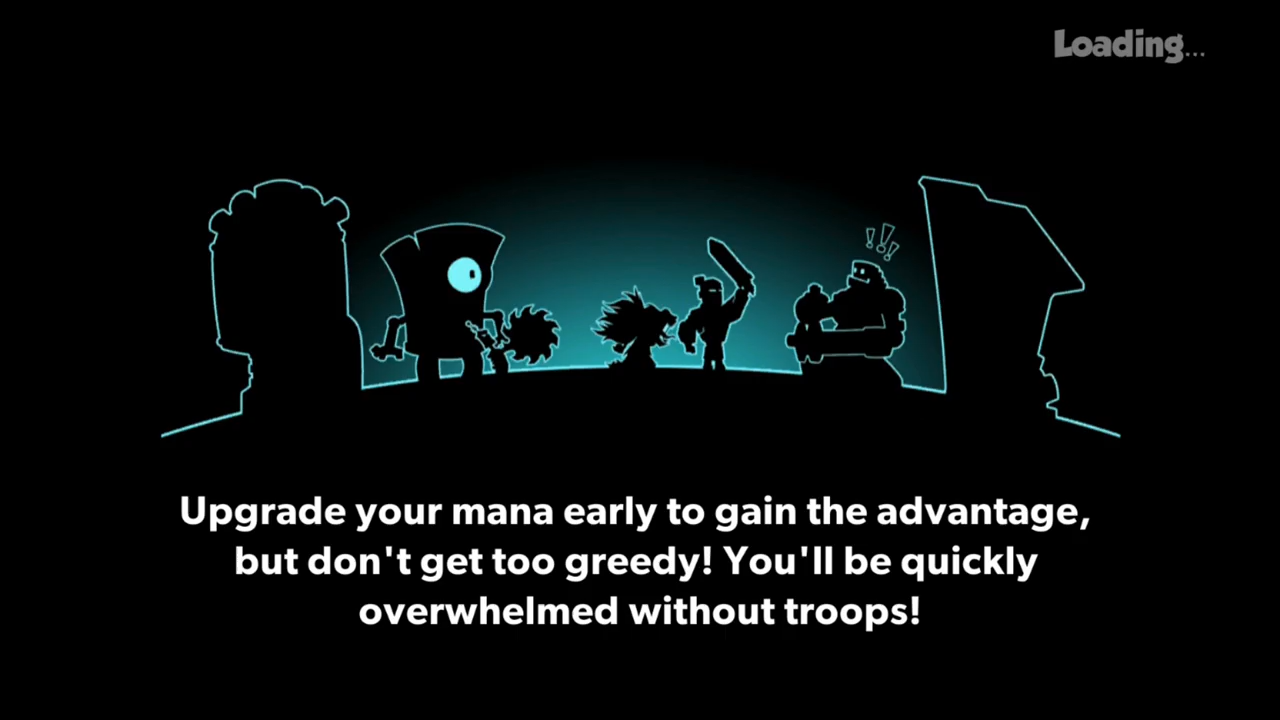 Loading...
Upgrade your mana early to gain the advantage,
but don't get too greedy! You'll be quickly
overwhelmed without troops!